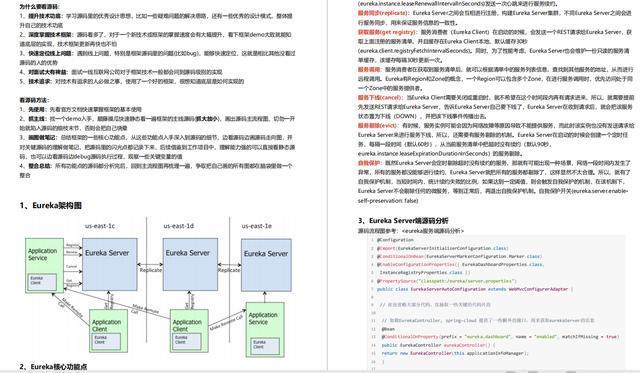 为什么要看源码:
1、提升技术功底：学习源码里的优秀设计思想，比如一些疑难问题的解决思路，还有一些优秀的设计模式，整体提
升自己的技术功底
2、深度掌握技术框架：源码看多了，对于一个新技术或框架的掌握速度会有大幅提升，看下框架demo大致就能知
道底层的实现，技术框架更新再快也不怕
3、快速定位线上问题：遇到线上问题，特别是框架源码里的问题(比如bug)，能够快速定位，这就是相比其他没看过
源码的人的优势
4、对面试大有裨益：面试一线互联网公司对于框架技术一般都会问到源码级别的实现
5、技术追求：对技术有追求的人必做之事，使用了一个好的框架，很想知道底层是如何实现的
看源码方法:
1、先使用：先看官方文档快速掌握框架的基本使用
2、抓主线：找一个demo入手，顺藤摸瓜快速静态看一遍框架的主线源码(抓大放小)，画出源码主流程图，切勿一开
始就陷入源码的细枝末节，否则会把自己绕晕
3、画图做笔记：总结框架的一些核心功能点，从这些功能点入手深入到源码的细节，边看源码边画源码走向图，并
对关键源码的理解做笔记，把源码里的闪光点都记录下来，后续借鉴到工作项目中，理解能力强的可以直接看静态源
码，也可以边看源码边debug源码执行过程，观察一些关键变量的值
4、整合总结：所有功能点的源码都分析完后，回到主流程图再梳理一遍，争取把自己画的所有图都在脑袋里做一个
整合
1、Eureka架构图
us-east-1c
us-east-1d
us-east-1e
Application Service
Eureka Client
Eureka Server
Eureka Server
Eureka Server
Register
Renew
Cancel
Get Registry
Replicate
Replicate
Get Registry
Get Registry
Make Remote Call
Make Remote Call
Make Remote Call
Application Client
Eureka Client
Application Client
Eureka Client
Application Service
Eureka Client
2、Eureka核心功能点
(eureka.instance.leaseRenewalIntervalInSeconds)发送一次心跳来进行服务续约。
服务同步(replicate)：Eureka Server之间会互相进行注册，构建Eureka Server集群，不同Eureka Server之间会进
行服务同步，用来保证服务信息的一致性。
获取服务(get registry)：服务消费者（Eureka Client）在启动的时候，会发送一个REST请求给Eureka Server，获
取上面注册的服务清单，并且缓存在Eureka Client本地，默认缓存30秒
(eureka.client.registryFetchIntervalSeconds)。同时，为了性能考虑，Eureka Server也会维护一份只读的服务
清单缓存，该缓存每隔30秒更新一次。
服务调用：服务消费者在获取到服务清单后，就可以根据清单中的服务列表信息，查找到其他服务的地址，从而进行
远程调用。Eureka有Region和Zone的概念，一个Region可以包含多个Zone，在进行服务调用时，优先访问处于同
一个Zone中的服务提供者。
服务下线(cancel)：当Eureka Client需要关闭或重启时，就不希望在这个时间段内再有请求进来，所以，就需要提前
先发送REST请求给Eureka Server，告诉Eureka Server自己要下线了，Eureka Server在收到请求后，就会把该服务
状态置为下线（DOWN），并把该下线事件传播出去。
服务剔除(evict)：有时候，服务实例可能会因为网络故障等原因导致不能提供服务，而此时该实例也没有发送请求给
Eureka Server来进行服务下线，所以，还需要有服务剔除的机制。Eureka Server在启动的时候会创建一个定时任
务，每隔一段时间（默认60秒），从当前服务清单中把超时没有续约（默认90秒，
eureka.instance.leaseExpirationDurationInSeconds）的服务剔除。
自我保护：既然Eureka Server会定时剔除超时没有续约的服务，那就有可能出现一种场景，网络一段时间内发生了
异常，所有的服务都没能够进行续约，Eureka Server就把所有的服务都剔除了，这样显然不太合理。所以，就有了
自我保护机制，当短时间内，统计续约失败的比例，如果达到一定阈值，则会触发自我保护的机制，在该机制下，
Eureka Server不会剔除任何的微服务，等到正常后，再退出自我保护机制。自我保护开关(eureka.server.enable-
self-preservation: false)
3、Eureka Server端源码分析
源码流程图参考：<eureka服务端源码分析>
1 @Configuration
2 @Import(EurekaServerInitializerConfiguration.class)
3 @ConditionalOnBean(EurekaServerMarkerConfiguration.Marker.class)
4 @EnableConfigurationProperties({ EurekaDashboardProperties.class,
5 InstanceRegistryProperties.class })
6 @PropertySource("classpath:/eureka/server.properties")
7 public class EurekaServerAutoConfiguration extends WebMvcConfigurerAdapter {
8
9 // 此处省略大部分代码，仅摘取一些关键的代码片段
10
11 // 加载EurekaController, spring-cloud 提供了一些额外的接口，用来获取eurekaServer的信息
12 @Bean
13 @ConditionalOnProperty(prefix = "eureka.dashboard", name = "enabled", matchIfMissing = true)
14 public EurekaController eurekaController() {
15 return new EurekaController(this.applicationInfoManager);
16 }